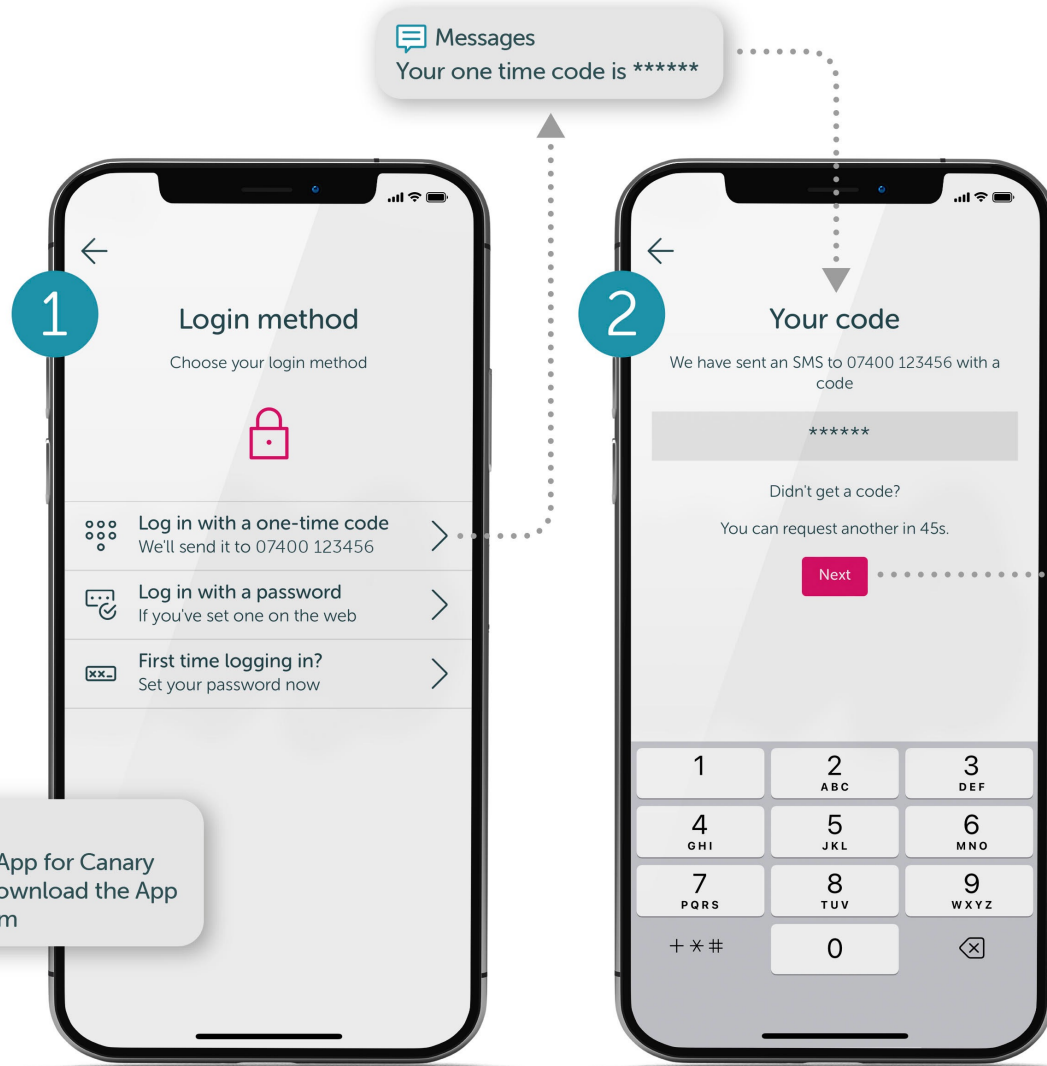 Messages
Your one time code is ******
1
Login method
Choose your login method
Log in with a one-time code
We'll send it to 07400 123456
Log in with a password
If you've set one on the web
First time logging in?
Set your password now
App for Canary
ownload the App
m
2
Your code
We have sent an SMS to 07400 123456 with a
code
******
Didn't get a code?
You can request another in 45s.
Next
1
2
ABC
3
DEF
4
GHI
5
JKL
6
MNO
7
PQRS
8
TUV
9
WXYZ
+*#
0